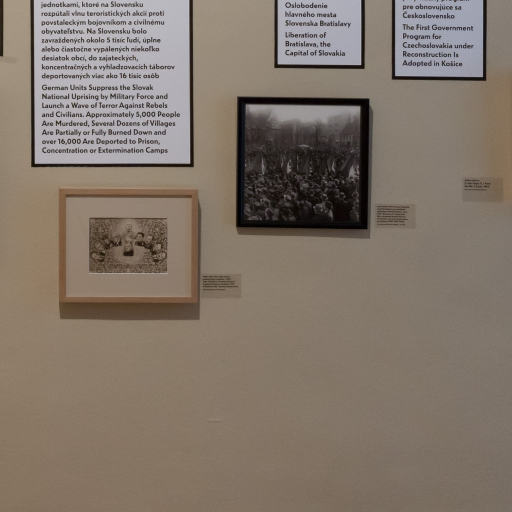 jednotkami, ktoré na Slovensku
rozpútali vlnu teroristických akcií proti
povstaleckým bojovníkom a civilnému
obyvateľstvu. Na Slovensku bolo
zavraždených okolo 5 tisíc ľudí, úplne
alebo čiastočne vypálených niekoľko
desiatok obcí, do zajateckých,
koncentračných a vyhladzovacích táborov
deportovaných viac ako 16 tisíc osôb
German Units Suppress the Slovak
National Uprising by Military Force and
Launch a Wave of Terror Against Rebels
and Civilians. Approximately 5,000 People
Are Murdered, Several Dozens of Villages
Are Partially or Fully Burned Down and
over 16,000 Are Deported to Prison,
Concentration or Extermination Camps
Oslobodenie
hlavného mesta
Slovenska Bratislavy
Liberation of
Bratislava, the
Capital of Slovakia
pre obnovujúce sa
Československo
The First Government
Program for
Czechoslovakia under
Reconstruction Is
Adopted in Košice